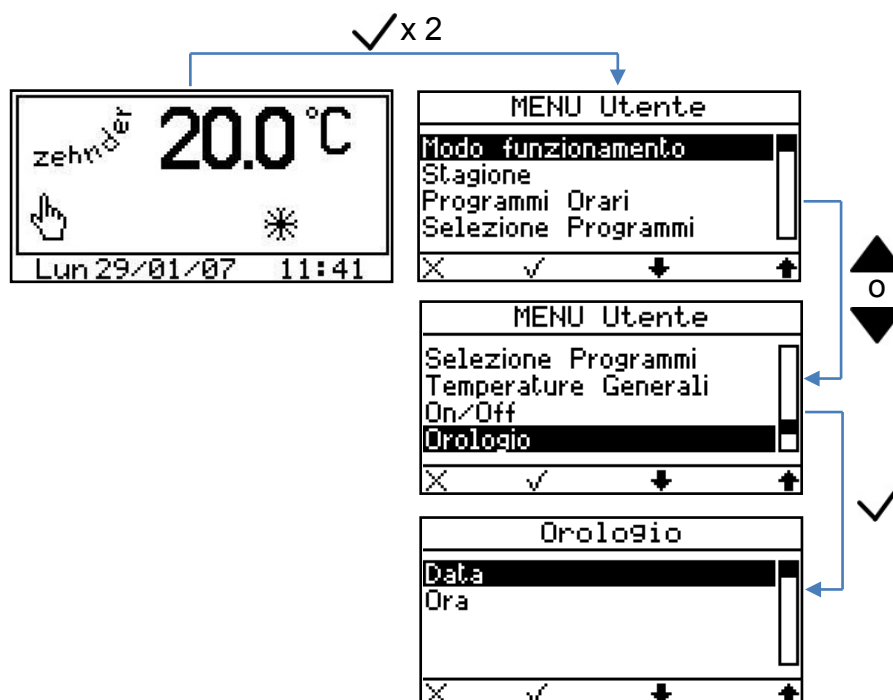 x 2
zehnder
20.0 °C
Lun 29/01/07 11:41
MENU Utente
Modo funzionamento
Stagione
Programmi Orari
Selezione Programmi
o
MENU Utente
Selezione Programmi
Temperature Generali
On/Off
Orologio
Orologio
Data
Ora